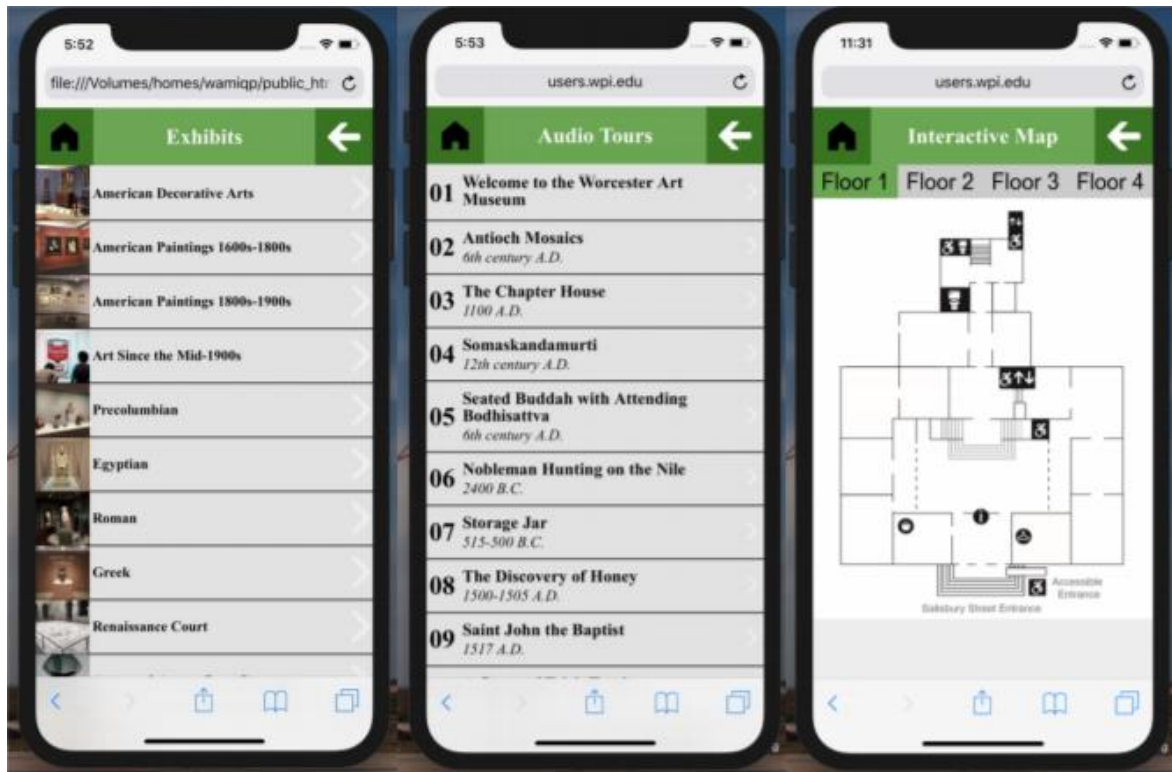 5:52
file:///Volumes/homes/wamiqp/public_htr
Exhibits
American Decorative Arts
American Paintings 1600s-1800s
American Paintings 1800s-1900s
Art Since the Mid-1900s
Precolumbian
Egyptian
Roman
Greek
Renaissance Court
5:53
users.wpi.edu
Audio Tours
01 Welcome to the Worcester Art
Museum
02 Antioch Mosaics
6th century A.D.
03 The Chapter House
1100 A.D.
04 Somaskandamurti
12th century A.D.
05 Seated Buddah with Attending
Bodhisattva
6th century A.D.
06 Nobleman Hunting on the Nile
2400 B.C.
07 Storage Jar
515-500 B.C.
08 The Discovery of Honey
1500-1505 A.D.
09 Saint John the Baptist
1517 A.D.
11:31
users.wpi.edu
Interactive Map
Floor 1 Floor 2 Floor 3 Floor 4
Accessible
Entrance
Salisbury Street Entrance